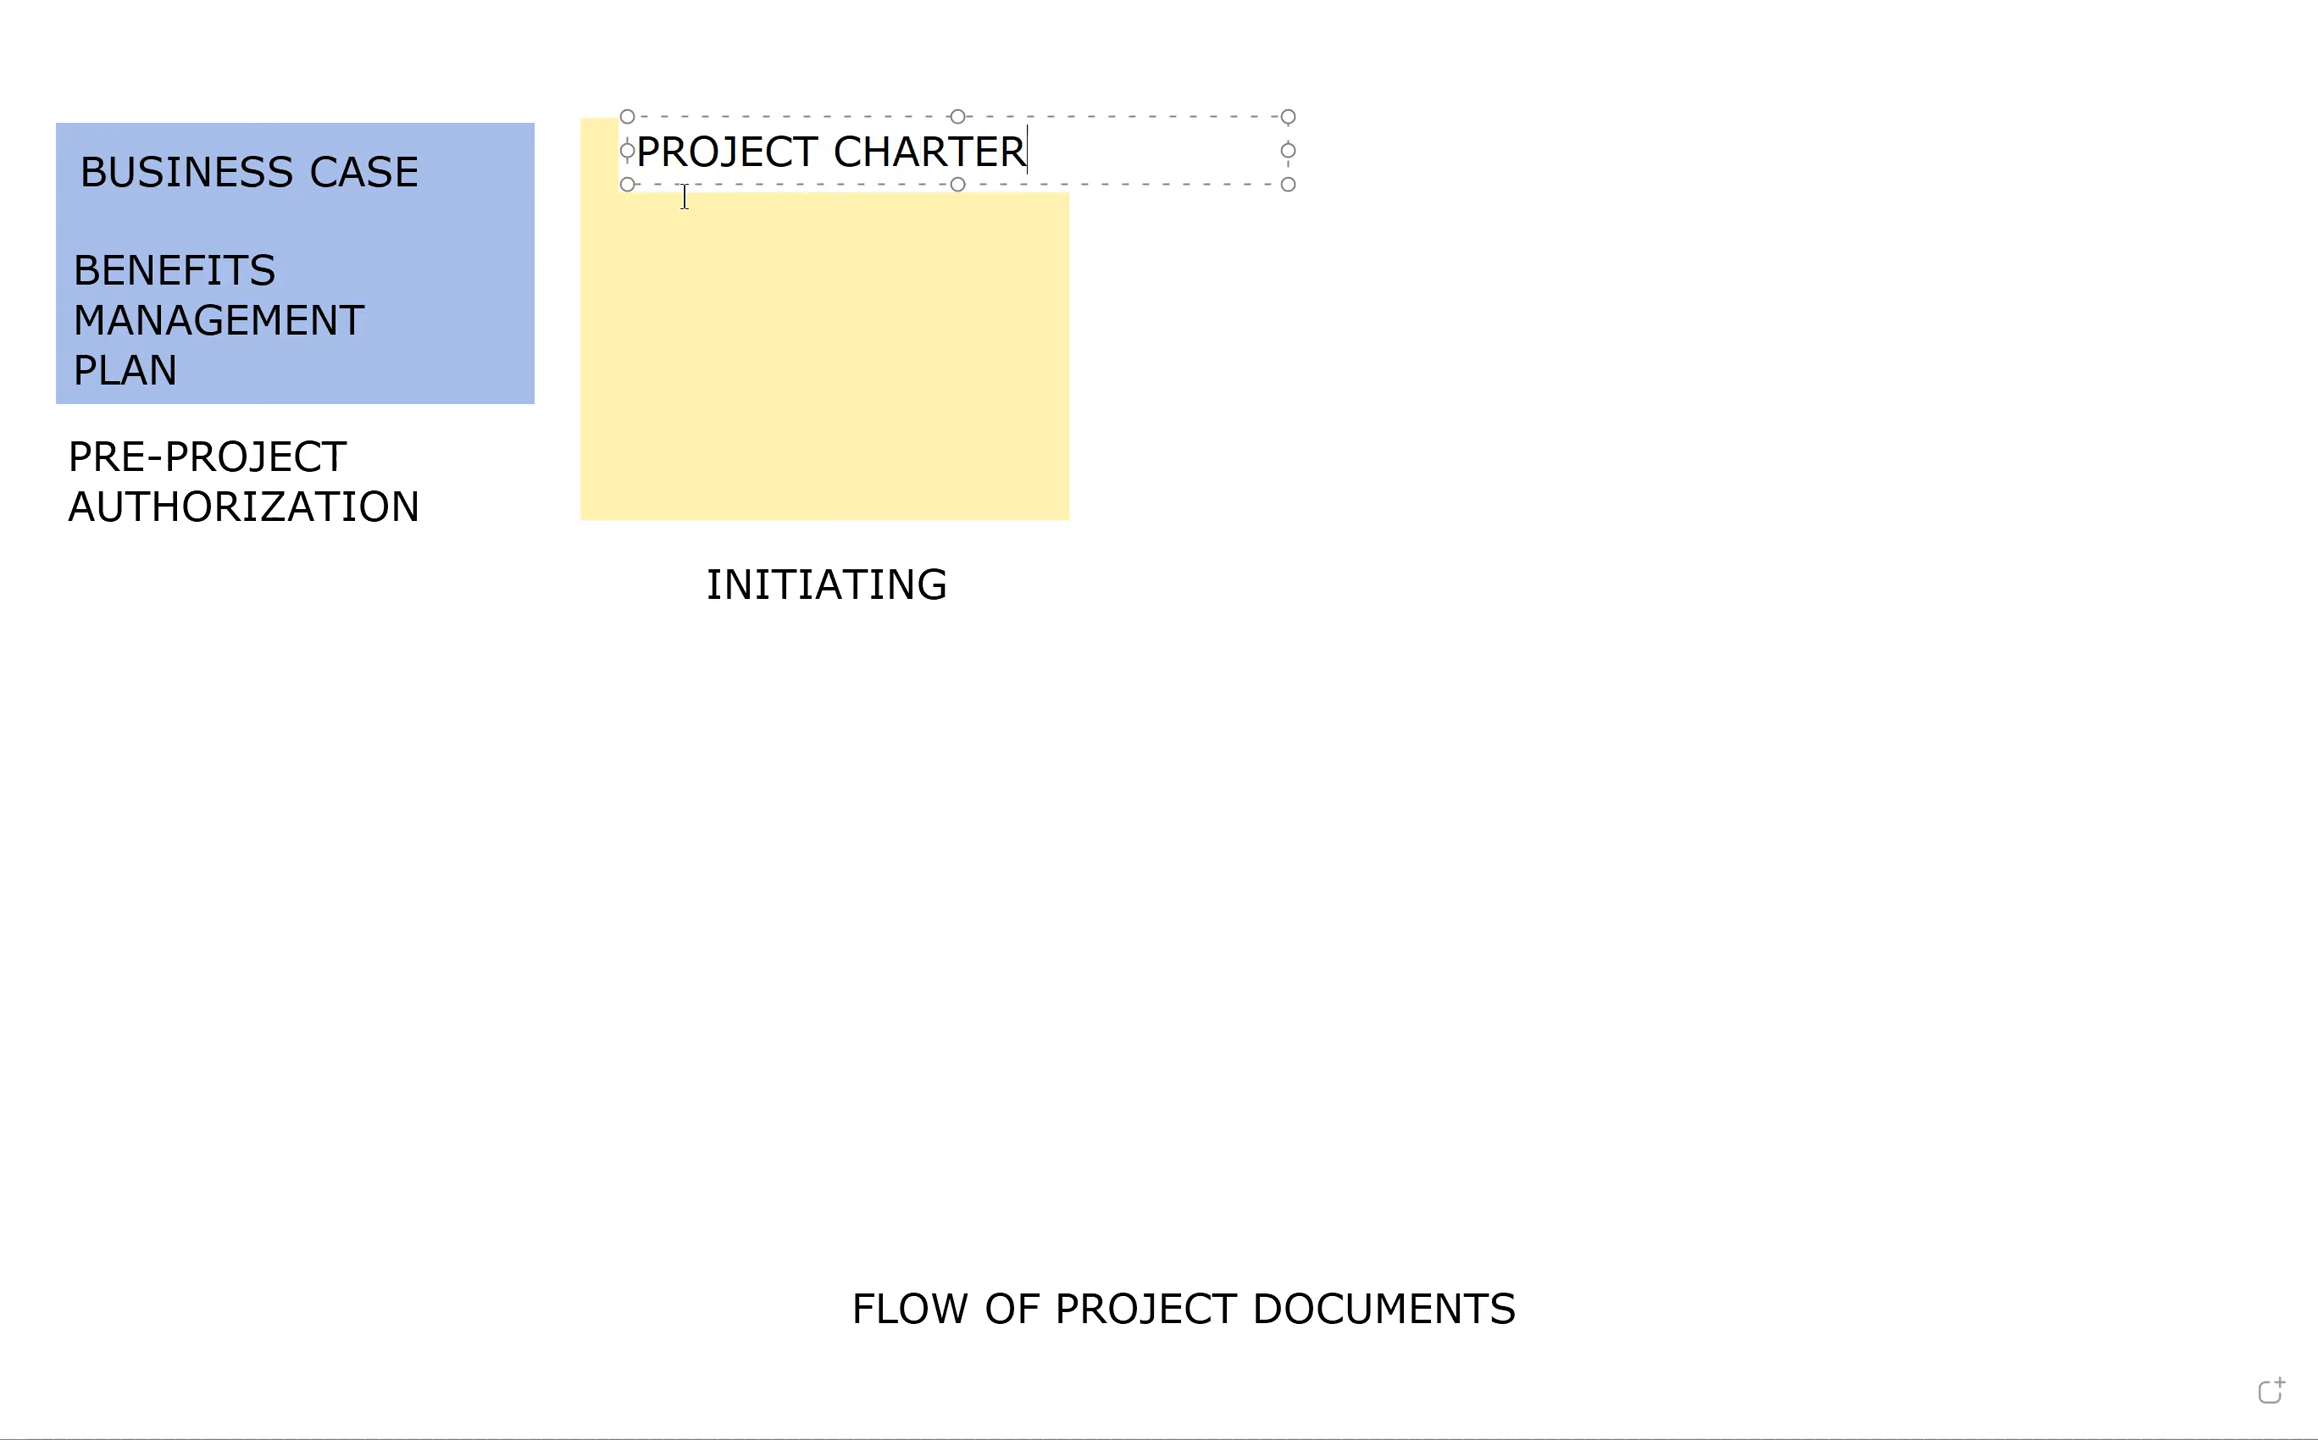 BUSINESS CASE
BENEFITS
MANAGEMENT
PLAN
PRE-PROJECT
AUTHORIZATION
PROJECT CHARTER
INITIATING
FLOW OF PROJECT DOCUMENTS